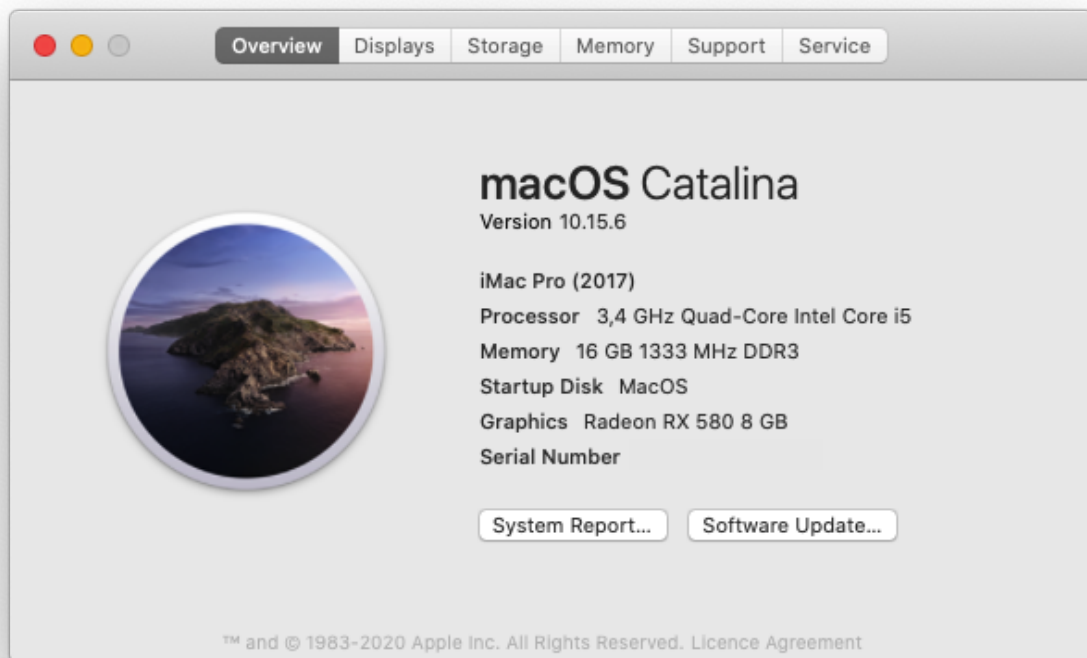 Overview Displays Storage Memory Support Service
macOS Catalina
Version 10.15.6
iMac Pro (2017)
Processor 3,4 GHz Quad-Core Intel Core i5
Memory 16 GB 1333 MHz DDR3
Startup Disk MacOS
Graphics Radeon RX 580 8 GB
Serial Number
System Report... Software Update...
™ and © 1983-2020 Apple Inc. All Rights Reserved. Licence Agreement